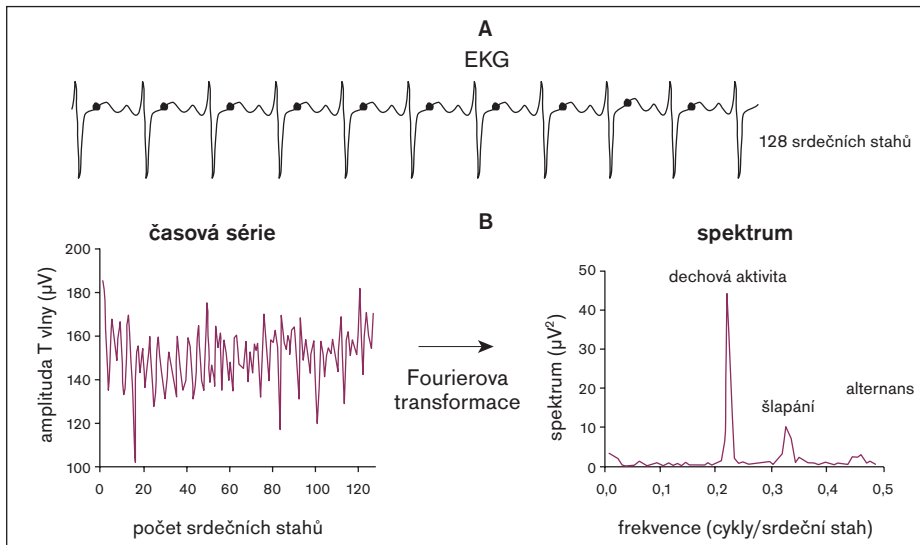 A
EKG
128 srdečních stahů
B
časová série
amplituda T vlny (µV)
200
180
160
140
120
100
0 20 40 60 80 100 120
počet srdečních stahů
Fourierova
transformace
spektrum
spektrum (µV²)
50
40
30
20
10
0
dechová aktivita
šlapání
alternans
0,0 0,1 0,2 0,3 0,4 0,5
frekvence (cykly/srdeční stah)